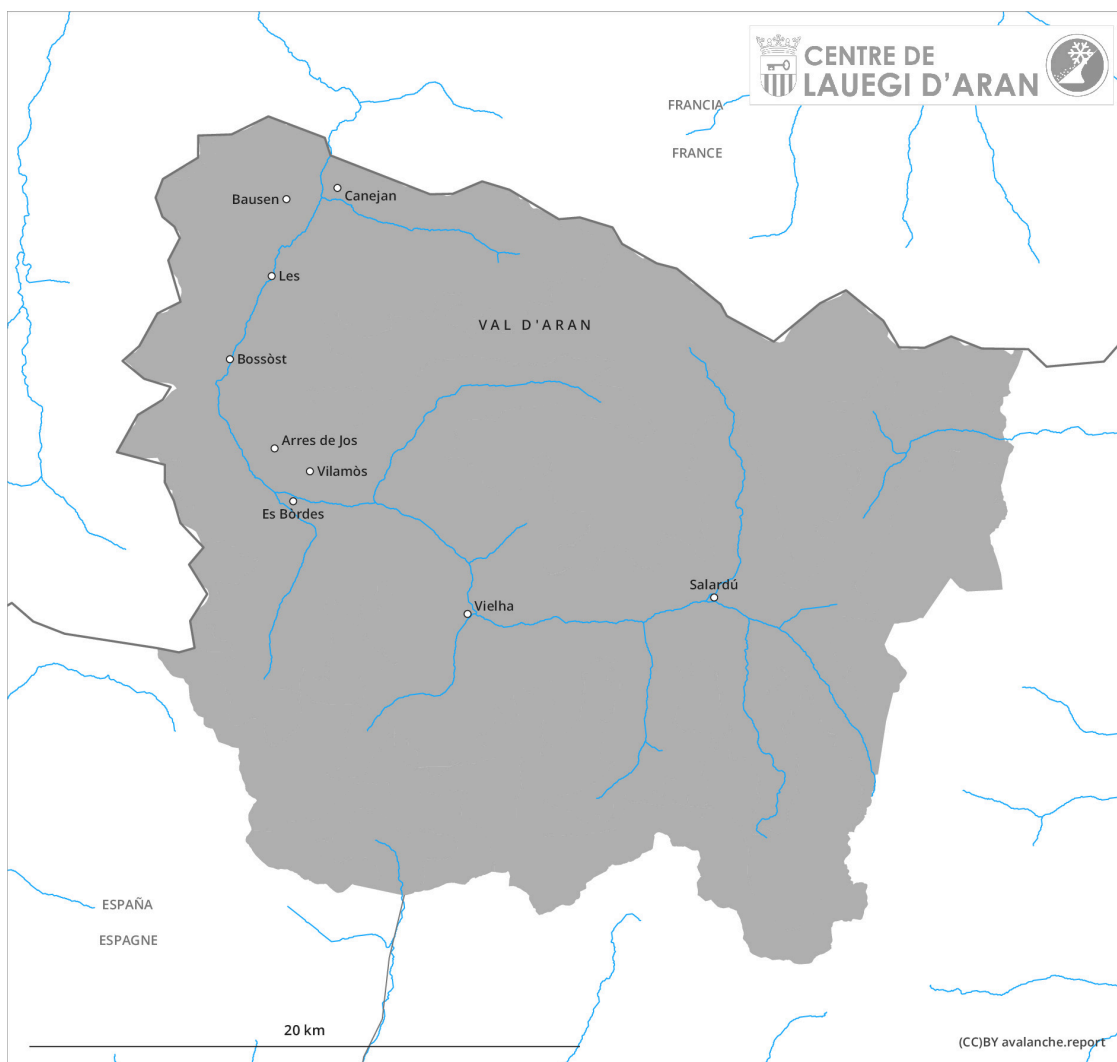 CENTRE DE
LAUEGI D'ARAN
FRANCIA
FRANCE
Canejan
Bausen
Les
VAL D'ARAN
Bossòst
Arres de Jos
Vilamòs
Es Bòrdes
Salardú
Vielha
ESPAÑA
ESPAGNE
20 km
(CC)BY avalanche.report